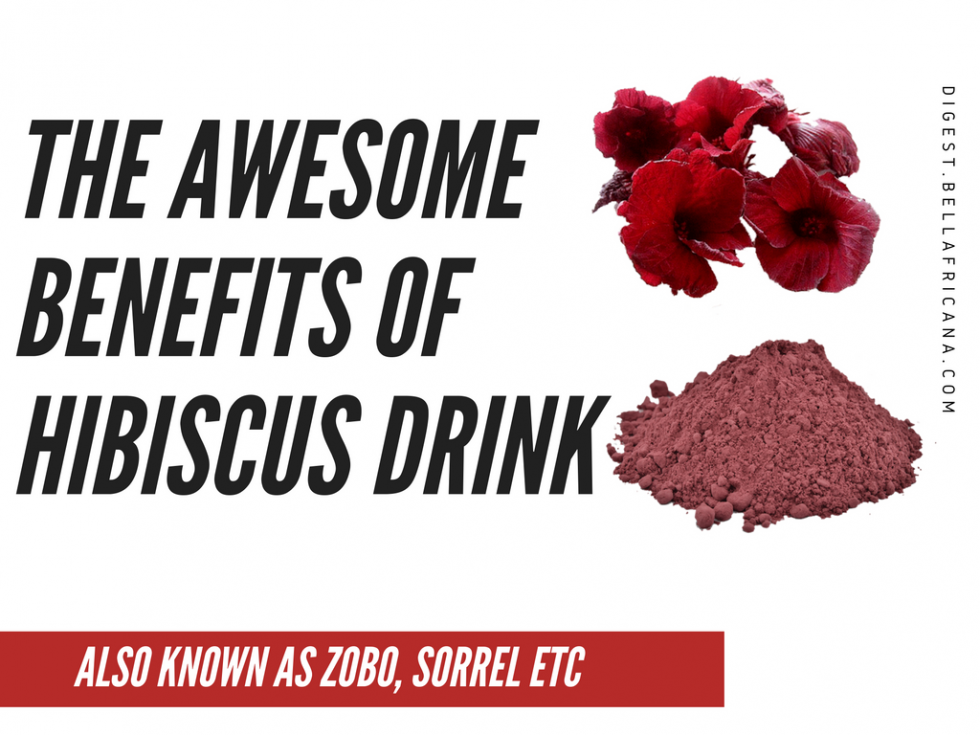 THE AWESOME
BENEFITS OF
HIBISCUS DRINK
ALSO KNOWN AS ZOBO, SORREL ETC
DIGEST.BELLAFRICANA.COM